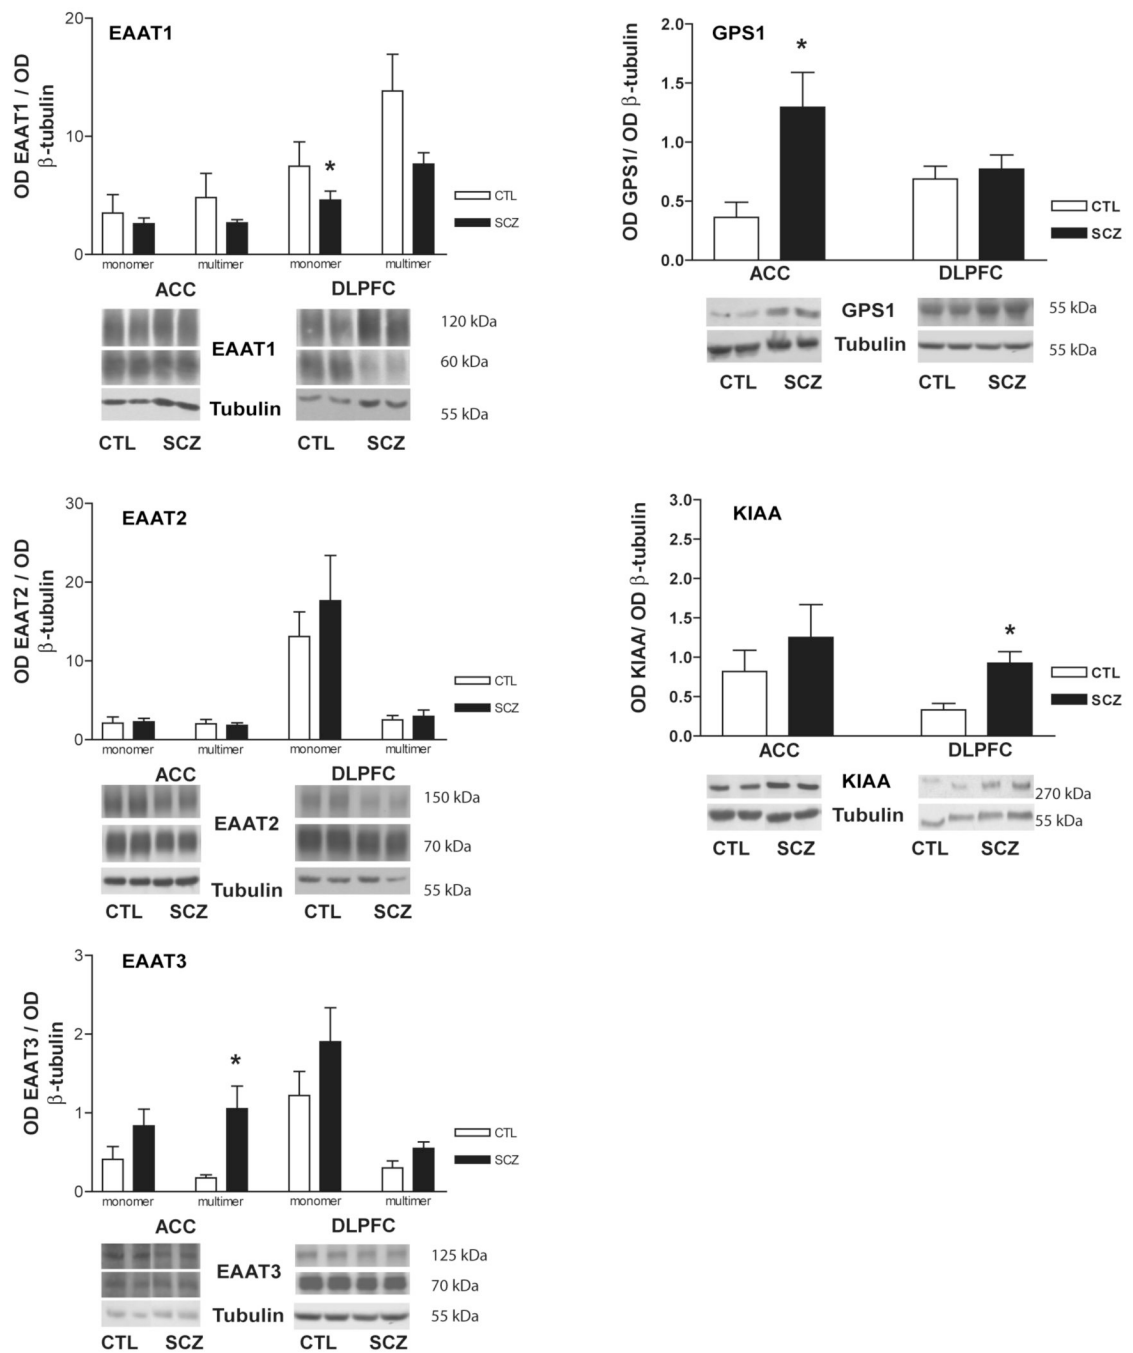 EAAT1
OD EAAT1 / OD
β-tubulin
20
10
0
monomer multimer monomer multimer
ACC DLPFC
CTL
SCZ
120 kDa
EAAT1
60 kDa
Tubulin
55 kDa
CTL SCZ CTL SCZ
GPS1
OD GPS1/ OD β-tubulin
2.0
1.5
1.0
0.5
0.0
*
*
ACC DLPFC
CTL
SCZ
GPS1 55 kDa
Tubulin 55 kDa
CTL SCZ CTL SCZ
EAAT2
OD EAAT2 / OD
β-tubulin
30
20
10
0
monomer multimer monomer multimer
ACC DLPFC
CTL
SCZ
150 kDa
EAAT2
70 kDa
Tubulin 55 kDa
CTL SCZ CTL SCZ
KIAA
OD KIAA/ OD β-tubulin
3.0
2.5
2.0
1.5
1.0
0.5
0.0
*
ACC DLPFC
CTL
SCZ
KIAA 270 kDa
Tubulin 55 kDa
CTL SCZ CTL SCZ
EAAT3
OD EAAT3 / OD
β-tubulin
3
2
1
0
*
monomer multimer monomer multimer
ACC DLPFC
CTL
SCZ
125 kDa
EAAT3 70 kDa
Tubulin 55 kDa
CTL SCZ CTL SCZ